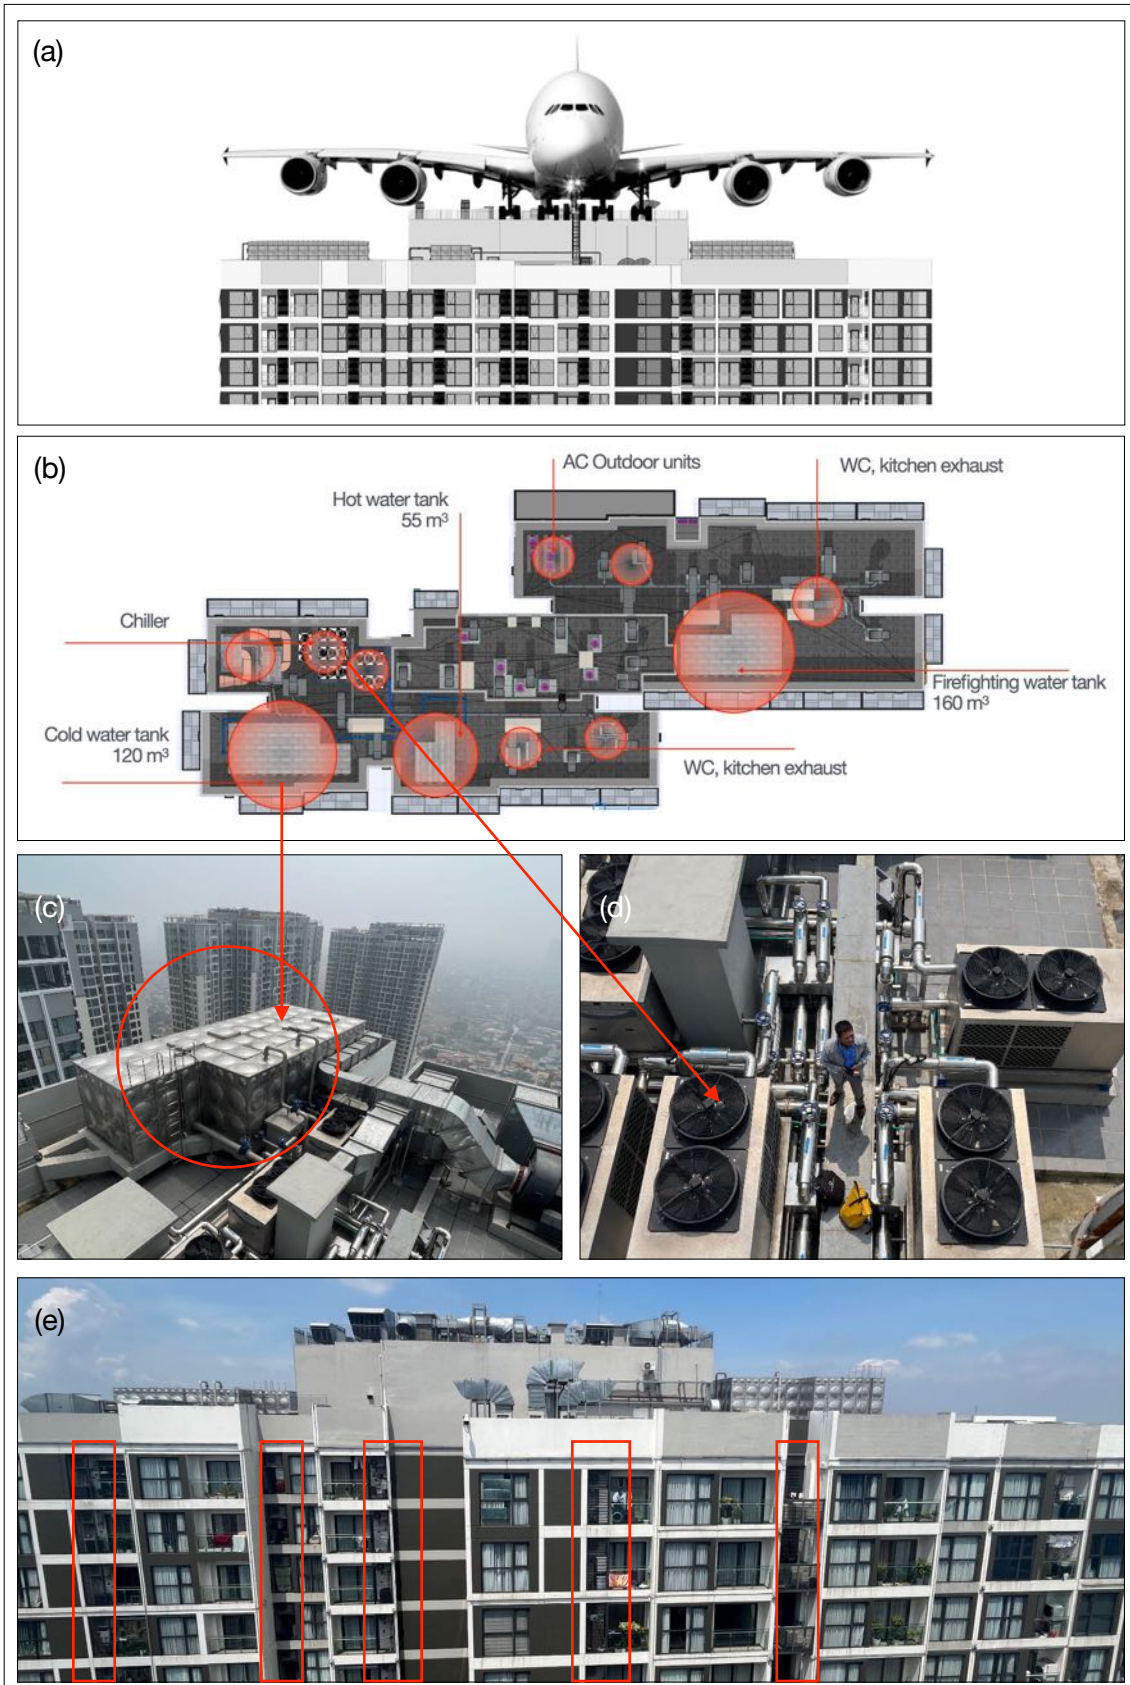 (a)
(b)
AC Outdoor units
WC, kitchen exhaust
Hot water tank
55 m³
Chiller
Firefighting water tank
160 m³
Cold water tank
120 m³
WC, kitchen exhaust
(c)
(d)
(e)